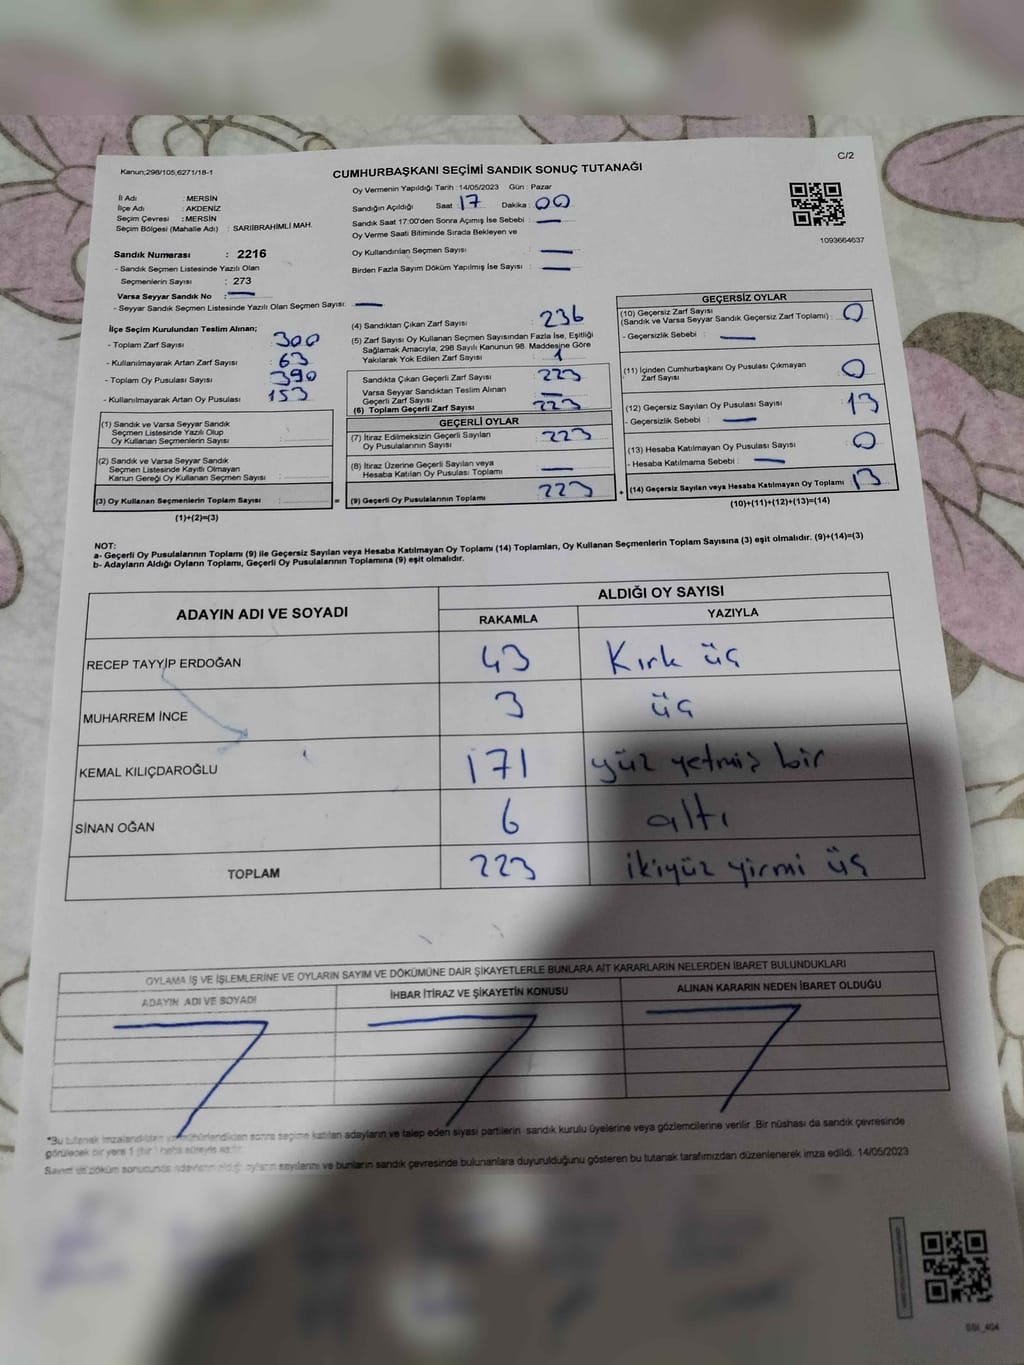 Kanun;298/105,6271/18-1
CUMHURBAŞKANI SEÇİMİ SANDIK SONUÇ TUTANAĞI
C/2
İl Adı : MERSİN
İlçe Adı : AKDENİZ
Seçim Çevresi : MERSİN
Seçim Bölgesi (Mahalle Adı) : SARIİBRAHİMLİ MAH.
Oy Vermenin Yapıldığı Tarih : 14/05/2023 Gün : Pazar
Sandığın Açıldığı Saat : 17 Dakika : 00
Sandık Saat 17:00'den Sonra Açımış İse Sebebi : —
Oy Verme Saati Bitiminde Sırada Bekleyen ve
Oy Kullandırılan Seçmen Sayısı : —
Birden Fazla Sayım Döküm Yapılmış İse Sayısı : —
1093664637
Sandık Numarası : 2216
- Sandık Seçmen Listesinde Yazılı Olan
Seçmenlerin Sayısı : 273
Varsa Seyyar Sandık No : —
- Seyyar Sandık Seçmen Listesinde Yazılı Olan Seçmen Sayısı: —
İlçe Seçim Kurulundan Teslim Alınan;
- Toplam Zarf Sayısı : 300
- Kullanılmayarak Artan Zarf Sayısı : 63
- Toplam Oy Pusulası Sayısı : 390
- Kullanılmayarak Artan Oy Pusulası : 153
(1) Sandık ve Varsa Seyyar Sandık
Seçmen Listesinde Yazılı Olup
Oy Kullanan Seçmenlerin Sayısı :
(2) Sandık ve Varsa Seyyar Sandık
Seçmen Listesinde Kayıtlı Olmayan
Kanun Gereği Oy Kullanan Seçmen Sayısı :
(3) Oy Kullanan Seçmenlerin Toplam Sayısı : =
(1)+(2)=(3)
(4) Sandıktan Çıkan Zarf Sayısı : 236
(5) Zarf Sayısı Oy Kullanan Seçmen Sayısından Fazla İse, Eşitliği
Sağlamak Amacıyla, 298 Sayılı Kanunun 98. Maddesine Göre
Yakılarak Yok Edilen Zarf Sayısı : 1
Sandıkta Çıkan Geçerli Zarf Sayısı : 223
Varsa Seyyar Sandıktan Teslim Alınan
Geçerli Zarf Sayısı : —
(6) Toplam Geçerli Zarf Sayısı : 223
GEÇERLİ OYLAR
(7) İtiraz Edilmeksizin Geçerli Sayılan
Oy Pusulalarının Sayısı : 223
(8) İtiraz Üzerine Geçerli Sayılan veya
Hesaba Katılan Oy Pusulası Toplamı : —
(9) Geçerli Oy Pusulalarının Toplamı : 223 +
GEÇERSİZ OYLAR
(10) Geçersiz Zarf Sayısı
(Sandık ve Varsa Seyyar Sandık Geçersiz Zarf Toplamı) : 0
- Geçersizlik Sebebi : —
(11) İçinden Cumhurbaşkanı Oy Pusulası Çıkmayan
Zarf Sayısı : 0
(12) Geçersiz Sayılan Oy Pusulası Sayısı : 13
- Geçersizlik Sebebi : —
(13) Hesaba Katılmayan Oy Pusulası Sayısı : 0
- Hesaba Katılmama Sebebi : —
(14) Geçersiz Sayılan veya Hesaba Katılmayan Oy Toplamı : 13
(10)+(11)+(12)+(13)=(14)
NOT:
a- Geçerli Oy Pusulalarının Toplamı (9) ile Geçersiz Sayılan veya Hesaba Katılmayan Oy Toplamı (14) Toplamları, Oy Kullanan Seçmenlerin Toplam Sayısına (3) eşit olmalıdır. (9)+(14)=(3)
b- Adayların Aldığı Oyların Toplamı, Geçerli Oy Pusulalarının Toplamına (9) eşit olmalıdır.
ADAYIN ADI VE SOYADI
ALDIĞI OY SAYISI
RAKAMLA YAZIYLA
RECEP TAYYİP ERDOĞAN 43 Kırk üç
MUHARREM İNCE 3 üç
KEMAL KILIÇDAROĞLU 171 yüz yetmiş bir
SİNAN OĞAN 6 altı
TOPLAM 223 ikiyüz yirmi üç
OYLAMA İŞ VE İŞLEMLERİNE VE OYLARIN SAYIM VE DÖKÜMÜNE DAİR ŞİKAYETLERLE BUNLARA AİT KARARLARIN NELERDEN İBARET BULUNDUKLARI
ADAYIN ADI VE SOYADI İHBAR İTİRAZ VE ŞİKAYETİN KONUSU ALINAN KARARIN NEDEN İBARET OLDUĞU
*Bu tutanak imzalandıktan ve mühürlendikten sonra seçime katılan adayların ve talep eden siyasi partilerin sandık kurulu üyelerine veya gözlemcilerine verilir. Bir nüshası da sandık çevresinde
görülecek bir yere 1 (bir) hafta süreyle asılır.
Sayım ve döküm sonucunda adayların aldığı oyların sayılarını ve bunların sandık çevresinde bulunanlara duyurulduğunu gösteren bu tutanak tarafımızdan düzenlenerek imza edildi. 14/05/2023